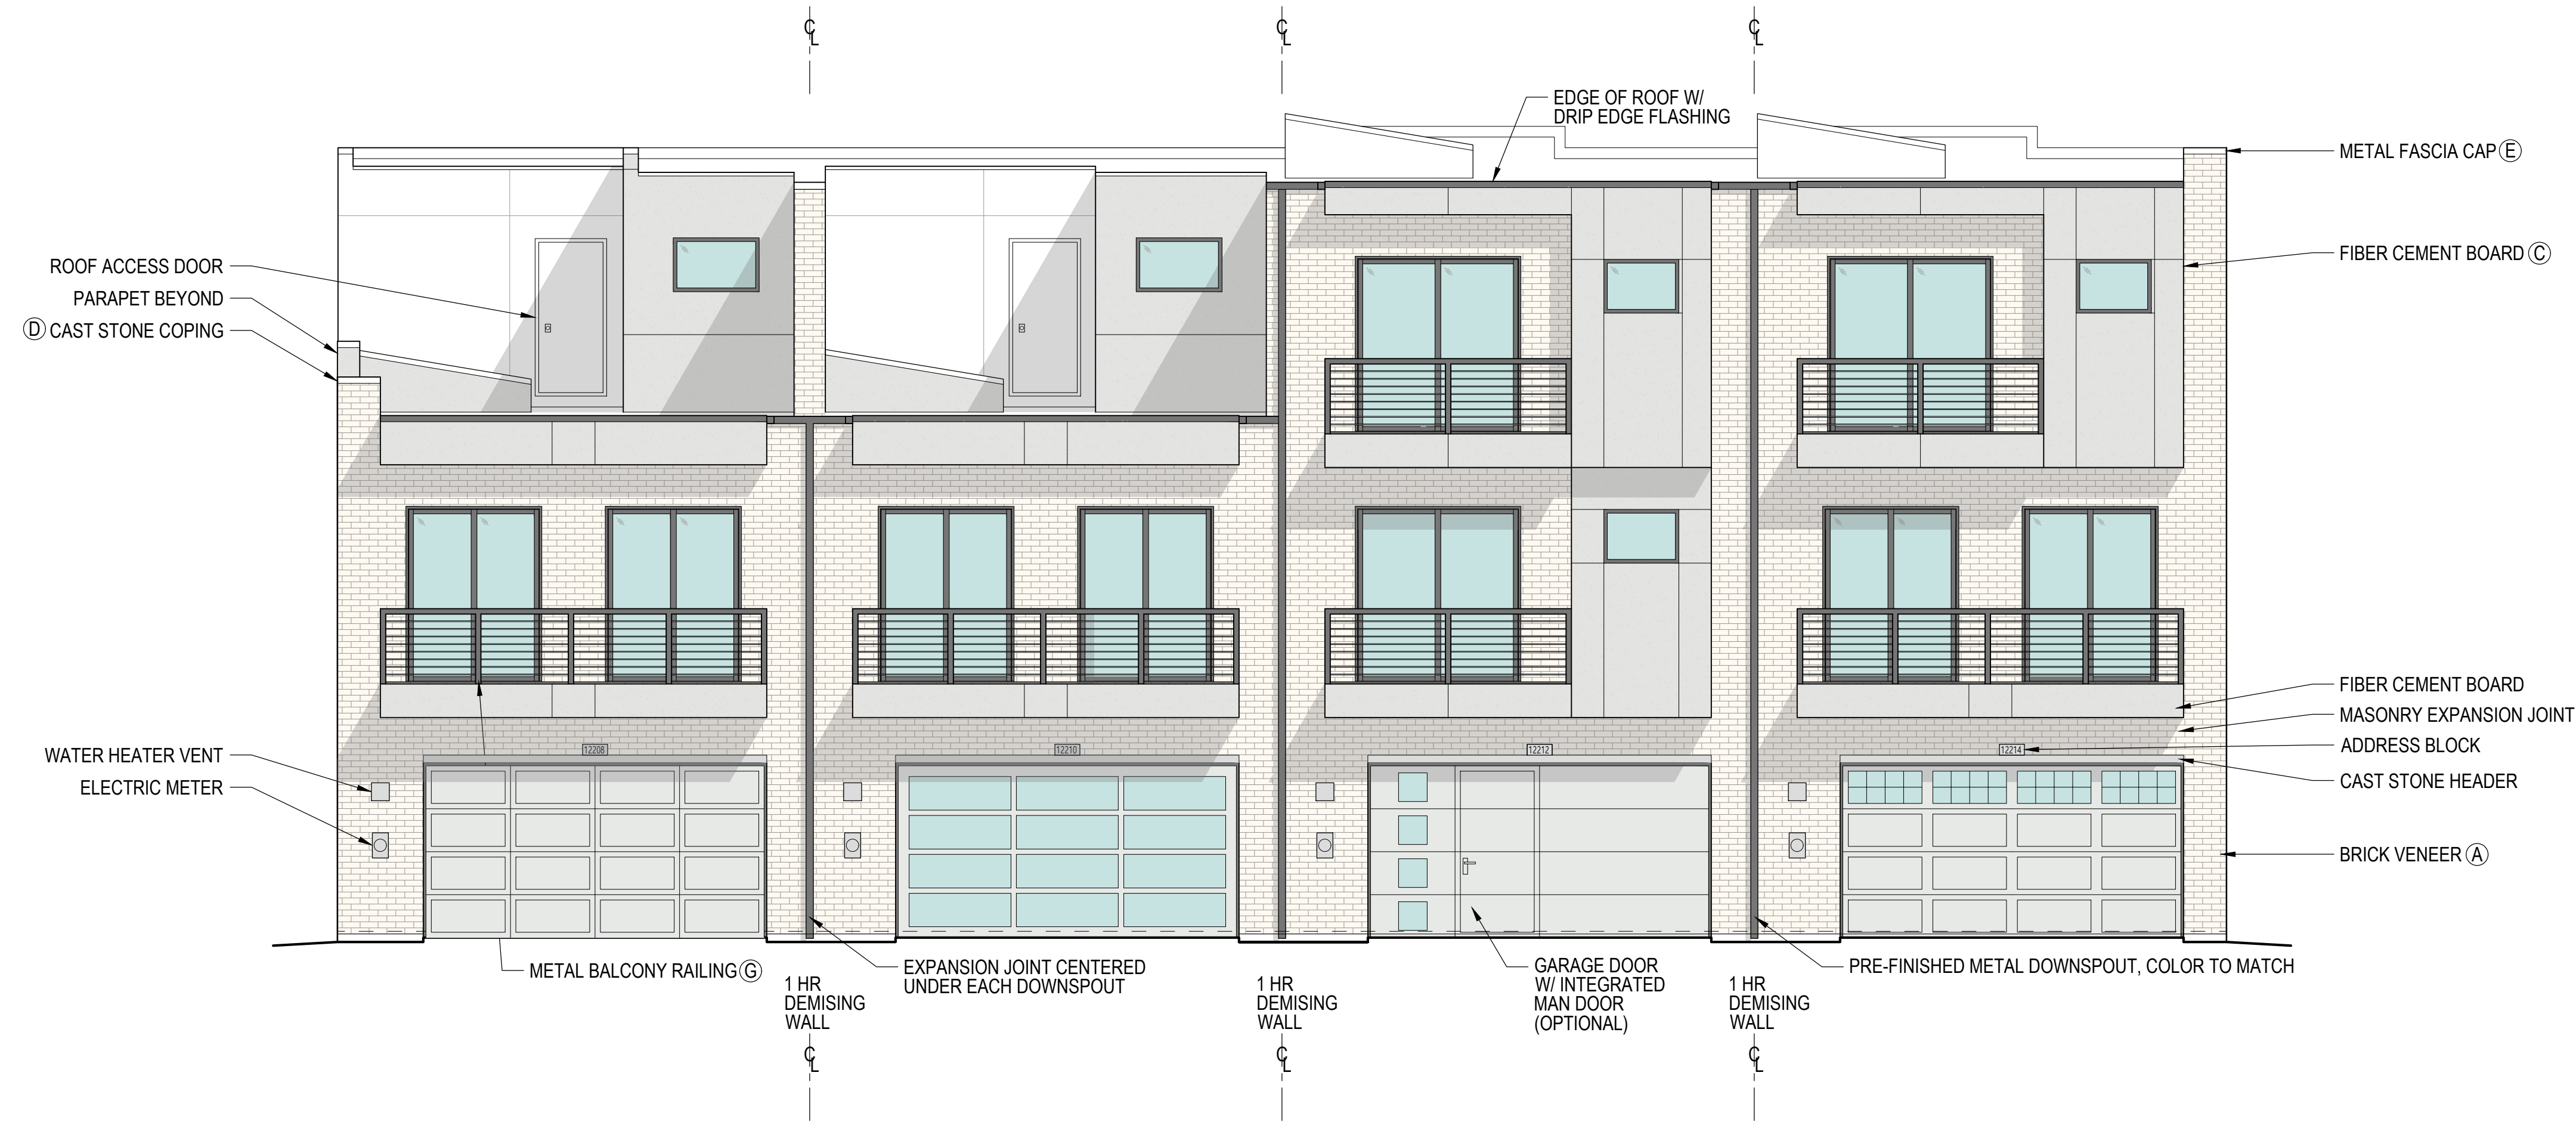 C L
C L
C L
EDGE OF ROOF W/
DRIP EDGE FLASHING
METAL FASCIA CAP E
FIBER CEMENT BOARD C
ROOF ACCESS DOOR
PARAPET BEYOND
D CAST STONE COPING
FIBER CEMENT BOARD
MASONRY EXPANSION JOINT
ADDRESS BLOCK
CAST STONE HEADER
BRICK VENEER A
12208
12210
12212
12214
WATER HEATER VENT
ELECTRIC METER
METAL BALCONY RAILING G
EXPANSION JOINT CENTERED
UNDER EACH DOWNSPOUT
GARAGE DOOR
W/ INTEGRATED
MAN DOOR
(OPTIONAL)
PRE-FINISHED METAL DOWNSPOUT, COLOR TO MATCH
1 HR
DEMISING
WALL
1 HR
DEMISING
WALL
1 HR
DEMISING
WALL
C L
C L
C L